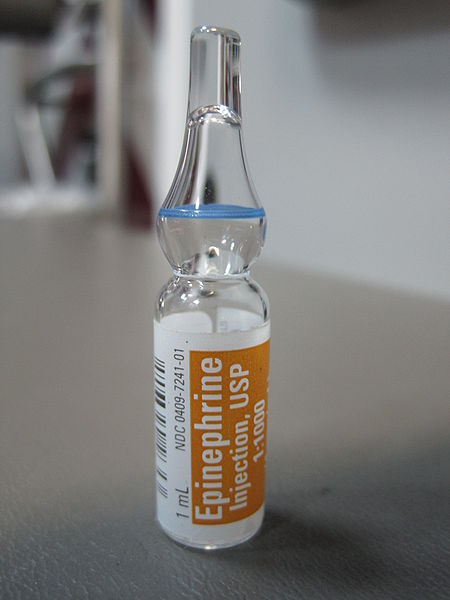 NDC 0409-7241-01
1 mL
Epinephrine
Injection, USP
1:1000